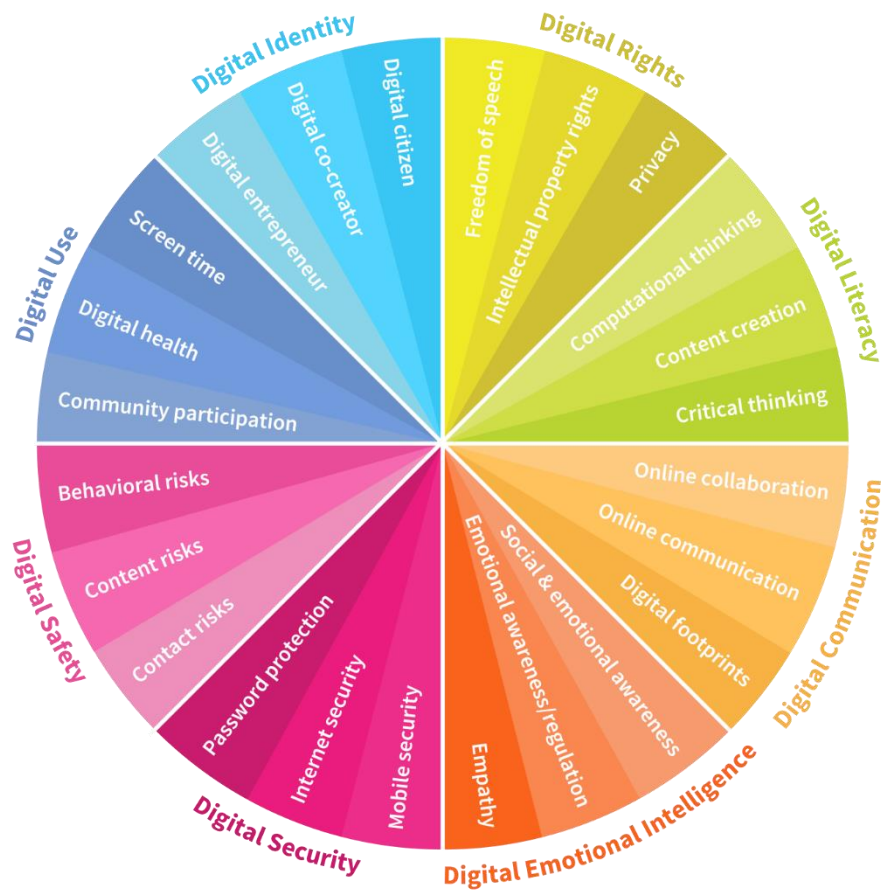 Digital Identity
Digital entrepreneur
Digital co-creator
Digital citizen
Digital Rights
Freedom of speech
Intellectual property rights
Privacy
Digital Literacy
Computational thinking
Content creation
Critical thinking
Digital Communication
Online collaboration
Online communication
Digital footprints
Digital Emotional Intelligence
Social & emotional awareness
Emotional awareness/regulation
Empathy
Digital Security
Mobile security
Internet security
Password protection
Digital Safety
Contact risks
Content risks
Behavioral risks
Digital Use
Community participation
Digital health
Screen time